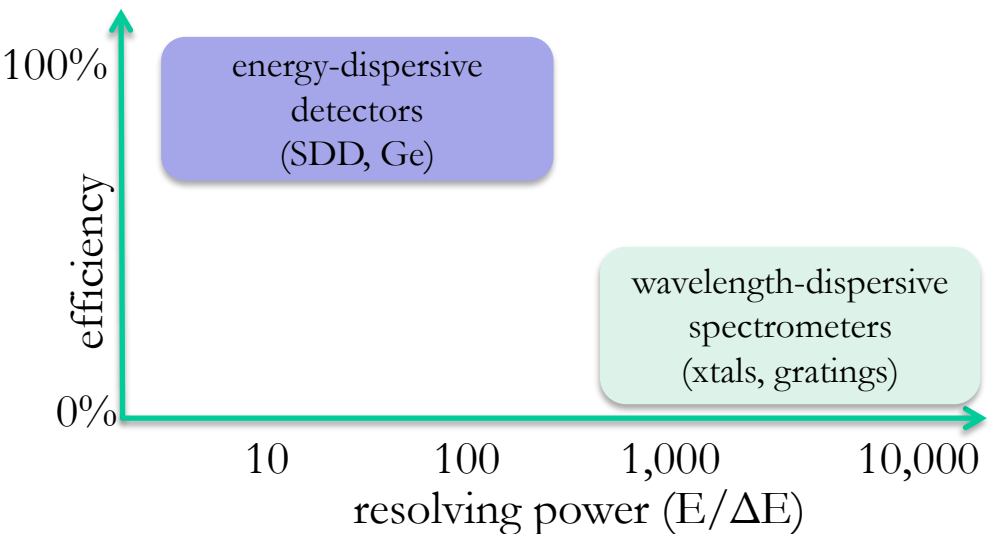 100%
energy-dispersive
detectors
(SDD, Ge)
efficiency
wavelength-dispersive
spectrometers
(xtals, gratings)
0%
10 100 1,000 10,000
resolving power (E/ΔE)